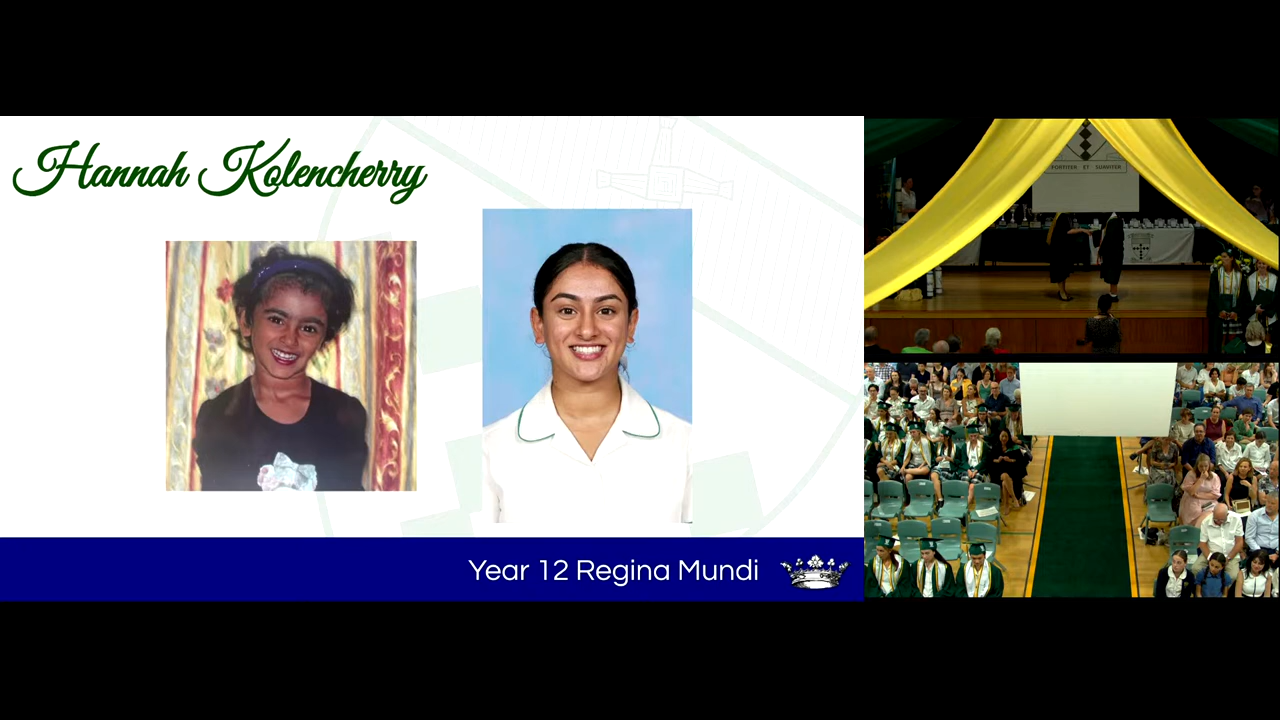 Hannah Kolencherry
Year 12 Regina Mundi
FORTITER ET SUAVITER